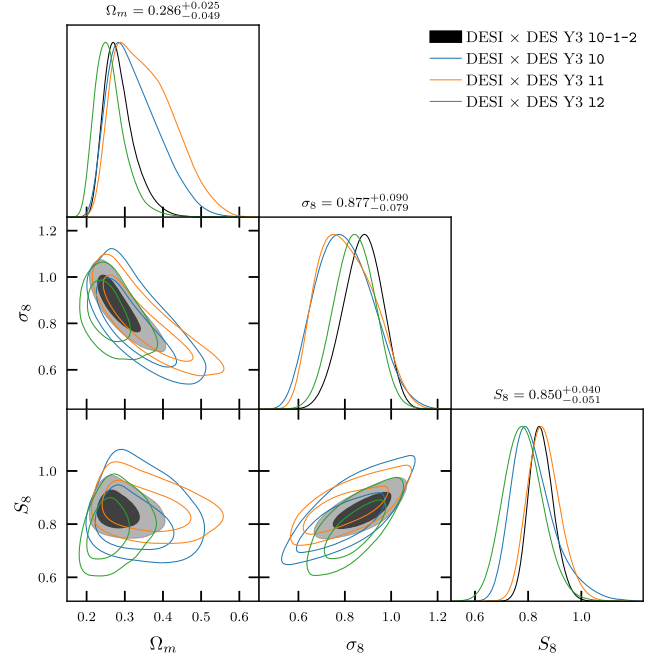 Ω_m = 0.286^{+0.025}_{-0.049}
DESI × DES Y3 l0-1-2
DESI × DES Y3 l0
DESI × DES Y3 l1
DESI × DES Y3 l2
σ_8 = 0.877^{+0.090}_{-0.079}
1.2
1.0
0.8
0.6
σ_8
S_8 = 0.850^{+0.040}_{-0.051}
1.0
0.8
0.6
S_8
0.2 0.3 0.4 0.5 0.6
0.6 0.8 1.0 1.2
0.6 0.8 1.0
Ω_m
σ_8
S_8